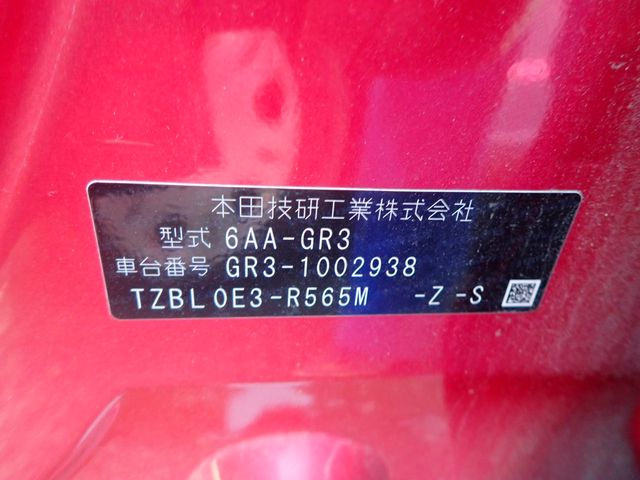 本田技研工業株式会社
型式 6AA-GR3
車台番号 GR3-1002938
TZBL0E3-R565M -Z-S